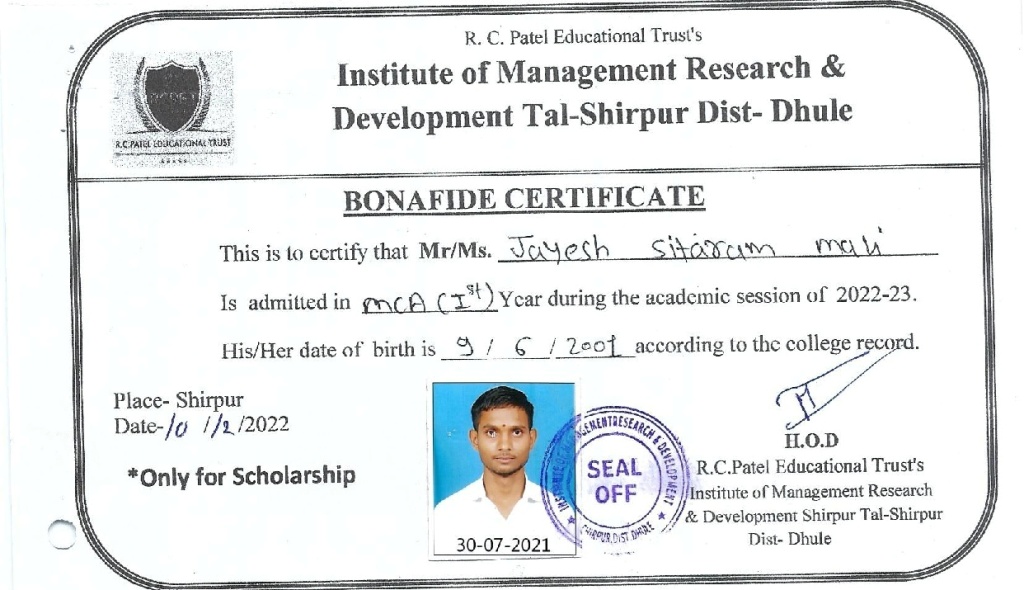 R. C. Patel Educational Trust's
Institute of Management Research &
Development Tal-Shirpur Dist- Dhule
R.C.PATEL EDUCATIONAL TRUST
BONAFIDE CERTIFICATE
This is to certify that Mr/Ms. Jayesh Sitaram mali
Is admitted in MCA (Ist) Year during the academic session of 2022-23.
His/Her date of birth is 9 / 6 / 2001 according to the college record.
Place- Shirpur
Date-10 /12 /2022
*Only for Scholarship
30-07-2021
INSTITUTE OF MANAGEMENT RESEARCH & DEVELOPMENT
SEAL
OFF
SHIRPUR, DIST DHULE
H.O.D
R.C.Patel Educational Trust's
Institute of Management Research
& Development Shirpur Tal-Shirpur
Dist- Dhule